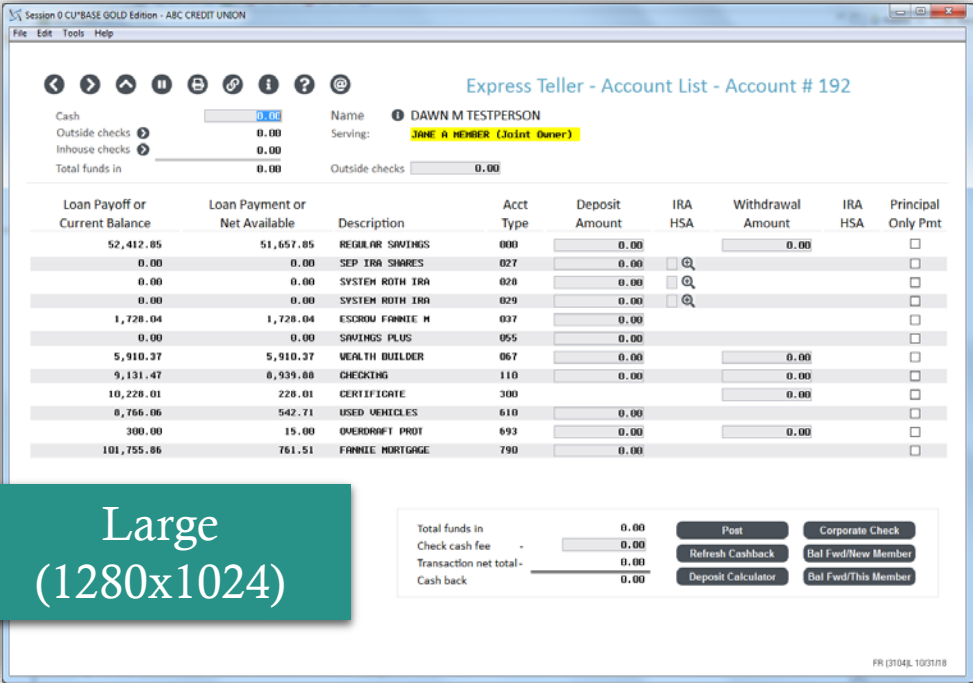 Session 0 CU*BASE GOLD Edition - ABC CREDIT UNION
File Edit Tools Help
Express Teller - Account List - Account # 192
Cash 0.00 Name DAWN M TESTPERSON
Outside checks 0.00 Serving: JANE A MEMBER (Joint Owner)
Inhouse checks 0.00
Total funds in 0.00 Outside checks 0.00
Loan Payoff or Loan Payment or Acct Deposit IRA Withdrawal IRA Principal
Current Balance Net Available Description Type Amount HSA Amount HSA Only Pmt
52,412.85 51,657.85 REGULAR SAVINGS 000 0.00 0.00
0.00 0.00 SEP IRA SHARES 027 0.00
0.00 0.00 SYSTEM ROTH IRA 028 0.00
0.00 0.00 SYSTEM ROTH IRA 029 0.00
1,728.04 1,728.04 ESCROW FANNIE M 037 0.00
0.00 0.00 SAVINGS PLUS 055 0.00
5,910.37 5,910.37 WEALTH BUILDER 067 0.00 0.00
9,131.47 8,939.88 CHECKING 110 0.00 0.00
10,228.01 228.01 CERTIFICATE 300 0.00
8,766.06 542.71 USED VEHICLES 610 0.00
300.00 15.00 OVERDRAFT PROT 693 0.00 0.00
101,755.86 761.51 FANNIE MORTGAGE 790 0.00
Large
(1280x1024)
Total funds in 0.00 Post Corporate Check
Check cash fee - 0.00 Refresh Cashback Bal Fwd/New Member
Transaction net total - 0.00
Cash back 0.00 Deposit Calculator Bal Fwd/This Member
FR (3104)L 10/31/18